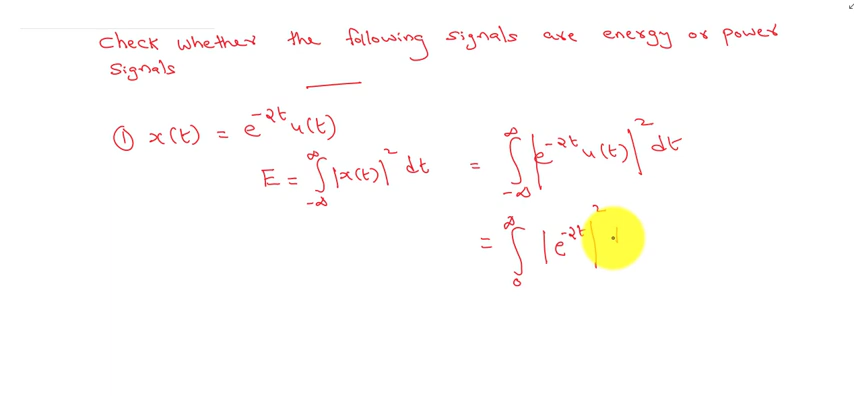 Check whether the following signals are energy or power
Signals
① x(t) = e^{-2t} u(t)
E = ∫_{-∞}^{∞} |x(t)|^2 dt = ∫_{-∞}^{∞} |e^{-2t} u(t)|^2 dt
= ∫_{0}^{∞} |e^{-2t}|^2